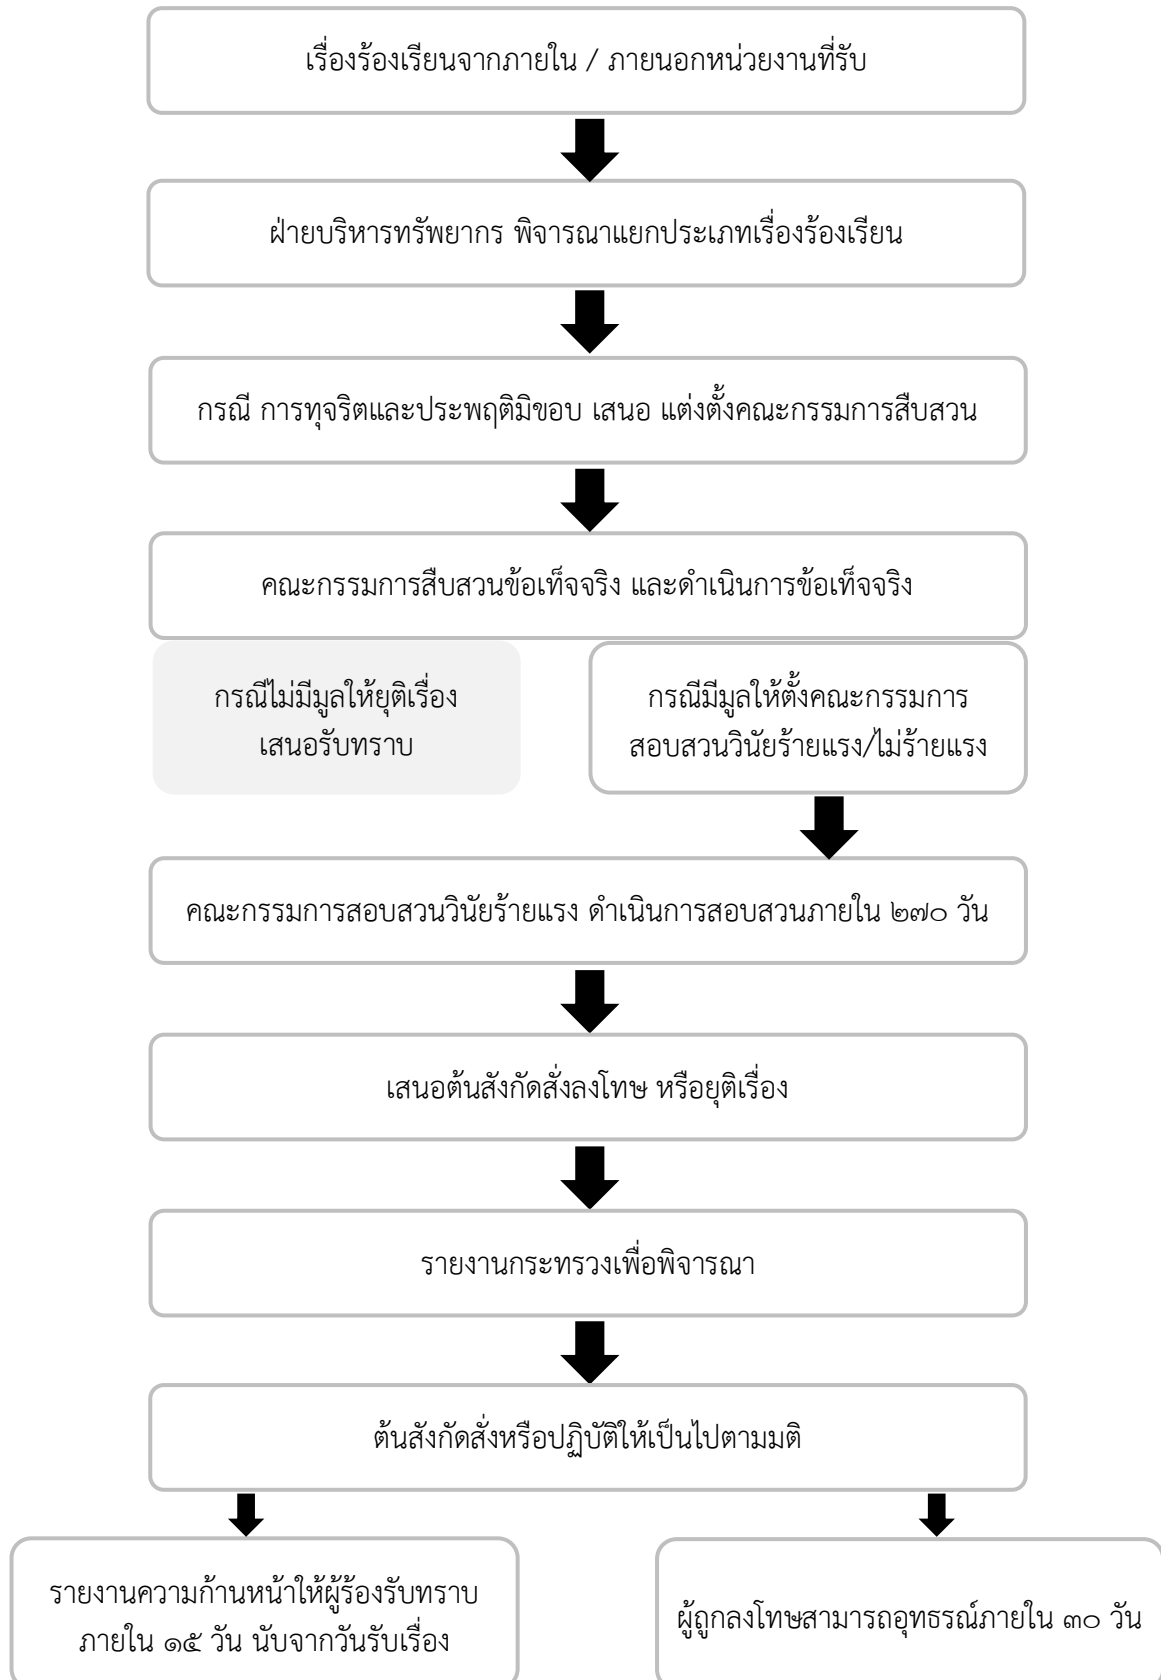 เรื่องร้องเรียนจากภายใน / ภายนอกหน่วยงานที่รับ
ฝ่ายบริหารทรัพยากร พิจารณาแยกประเภทเรื่องร้องเรียน
กรณี การทุจริตและประพฤติมิขอบ เสนอ แต่งตั้งคณะกรรมการสืบสวน
คณะกรรมการสืบสวนข้อเท็จจริง และดำเนินการข้อเท็จจริง
กรณีไม่มีมูลให้ยุติเรื่อง
เสนอรับทราบ
กรณีมีมูลให้ตั้งคณะกรรมการ
สอบสวนวินัยร้ายแรง/ไม่ร้ายแรง
คณะกรรมการสอบสวนวินัยร้ายแรง ดำเนินการสอบสวนภายใน ๒๗๐ วัน
เสนอต้นสังกัดสั่งลงโทษ หรือยุติเรื่อง
รายงานกระทรวงเพื่อพิจารณา
ต้นสังกัดสั่งหรือปฏิบัติให้เป็นไปตามมติ
รายงานความก้านหน้าให้ผู้ร้องรับทราบ
ภายใน ๑๕ วัน นับจากวันรับเรื่อง
ผู้ถูกลงโทษสามารถอุทธรณ์ภายใน ๓๐ วัน